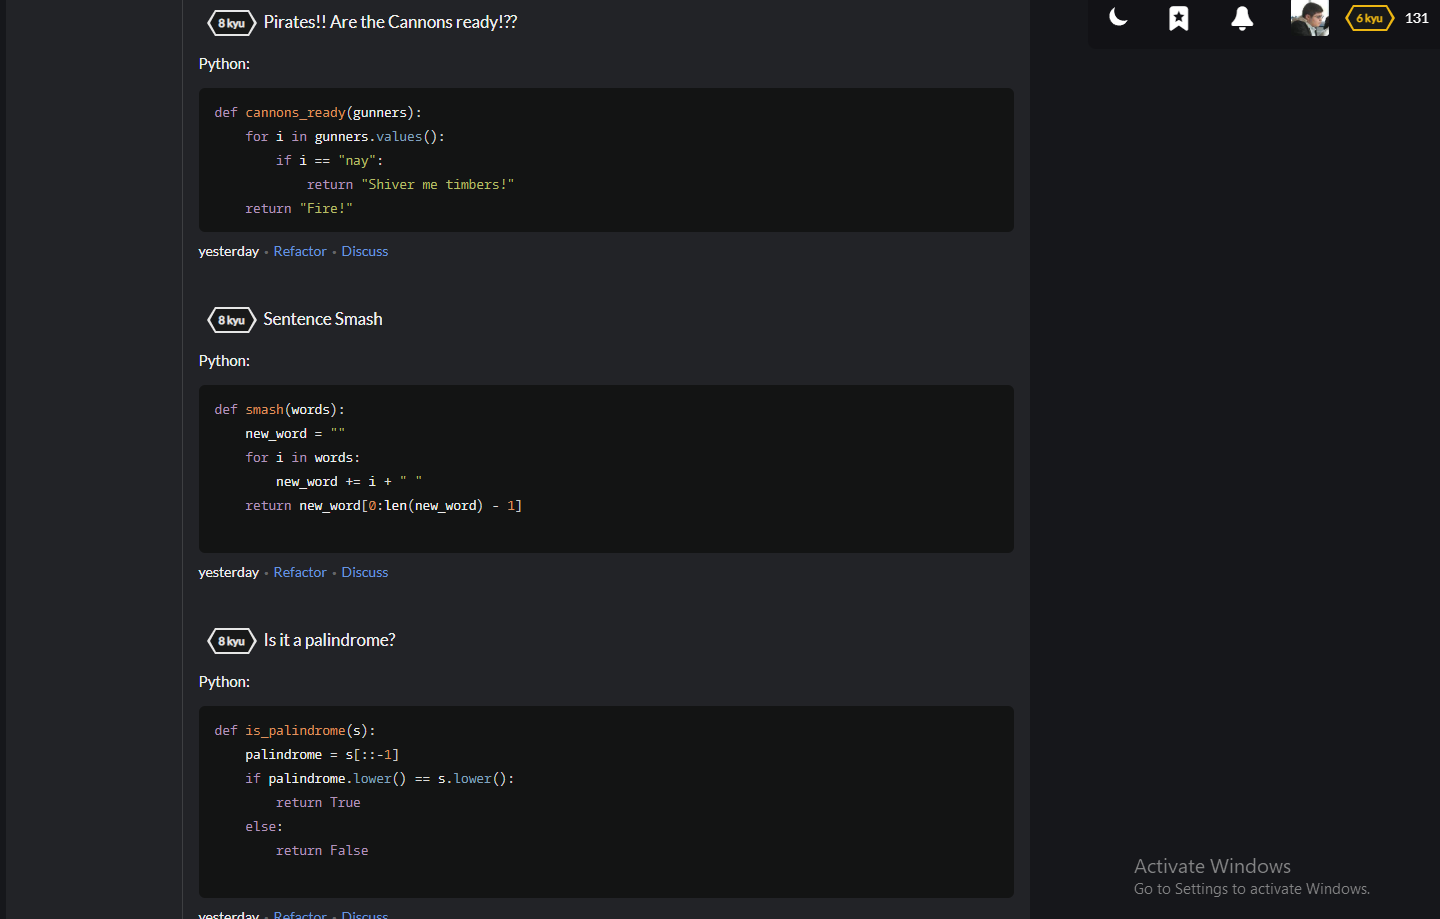 8 kyu Pirates!! Are the Cannons ready!??
6 kyu 131
Python:
def cannons_ready(gunners):
    for i in gunners.values():
        if i == "nay":
            return "Shiver me timbers!"
    return "Fire!"
yesterday • Refactor • Discuss
8 kyu Sentence Smash
Python:
def smash(words):
    new_word = ""
    for i in words:
        new_word += i + " "
    return new_word[0:len(new_word) - 1]
yesterday • Refactor • Discuss
8 kyu Is it a palindrome?
Python:
def is_palindrome(s):
    palindrome = s[::-1]
    if palindrome.lower() == s.lower():
        return True
    else:
        return False
yesterday • Refactor • Discuss
Activate Windows
Go to Settings to activate Windows.